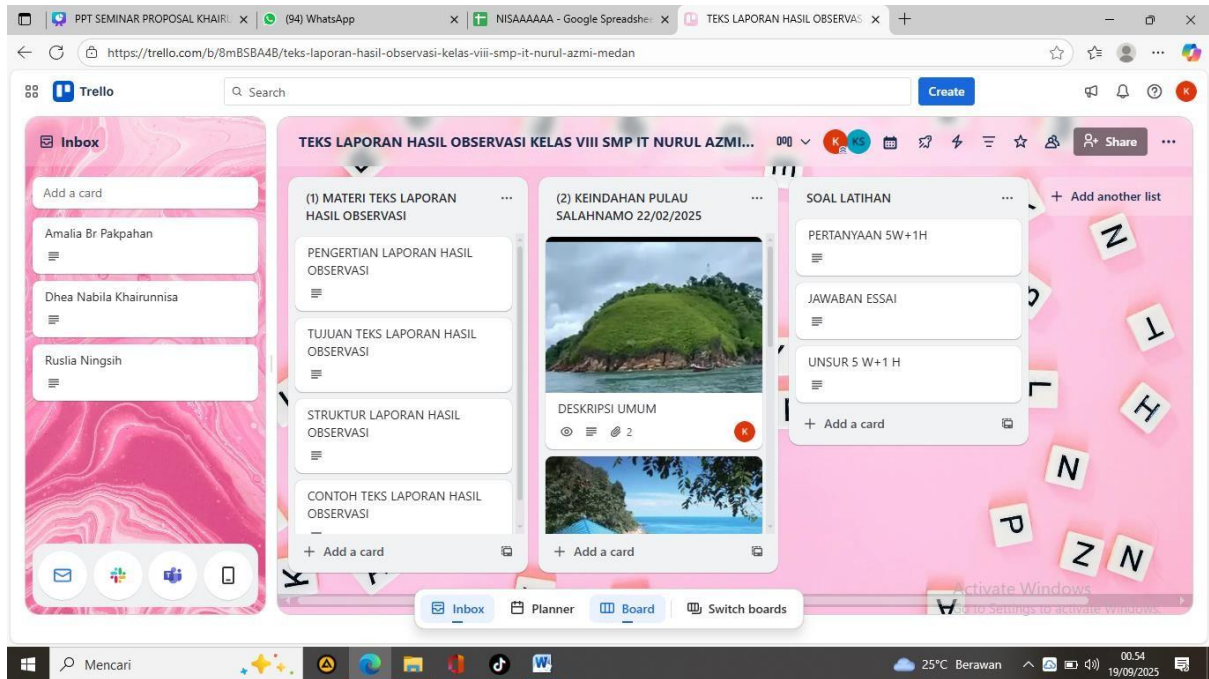 PPT SEMINAR PROPOSAL KHAIRU
(94) WhatsApp
NISAAAAAA - Google Spreadshee
TEKS LAPORAN HASIL OBSERVAS
https://trello.com/b/8mBSBA4B/teks-laporan-hasil-observasi-kelas-viii-smp-it-nurul-azmi-medan
Trello
Search
Create
K
Inbox
Add a card
Amalia Br Pakpahan
Dhea Nabila Khairunnisa
Ruslia Ningsih
TEKS LAPORAN HASIL OBSERVASI KELAS VIII SMP IT NURUL AZMI...
K
KS
Share
(1) MATERI TEKS LAPORAN
HASIL OBSERVASI
PENGERTIAN LAPORAN HASIL
OBSERVASI
TUJUAN TEKS LAPORAN HASIL
OBSERVASI
STRUKTUR LAPORAN HASIL
OBSERVASI
CONTOH TEKS LAPORAN HASIL
OBSERVASI
+ Add a card
(2) KEINDAHAN PULAU
SALAHNAMO 22/02/2025
DESKRIPSI UMUM
2
K
+ Add a card
SOAL LATIHAN
PERTANYAAN 5W+1H
JAWABAN ESSAI
UNSUR 5 W+1 H
+ Add a card
+ Add another list
Z
T
H
N
P
Z
N
Activate Windows
Go to Settings to activate Windows.
Inbox
Planner
Board
Switch boards
Mencari
25°C Berawan
00.54
19/09/2025